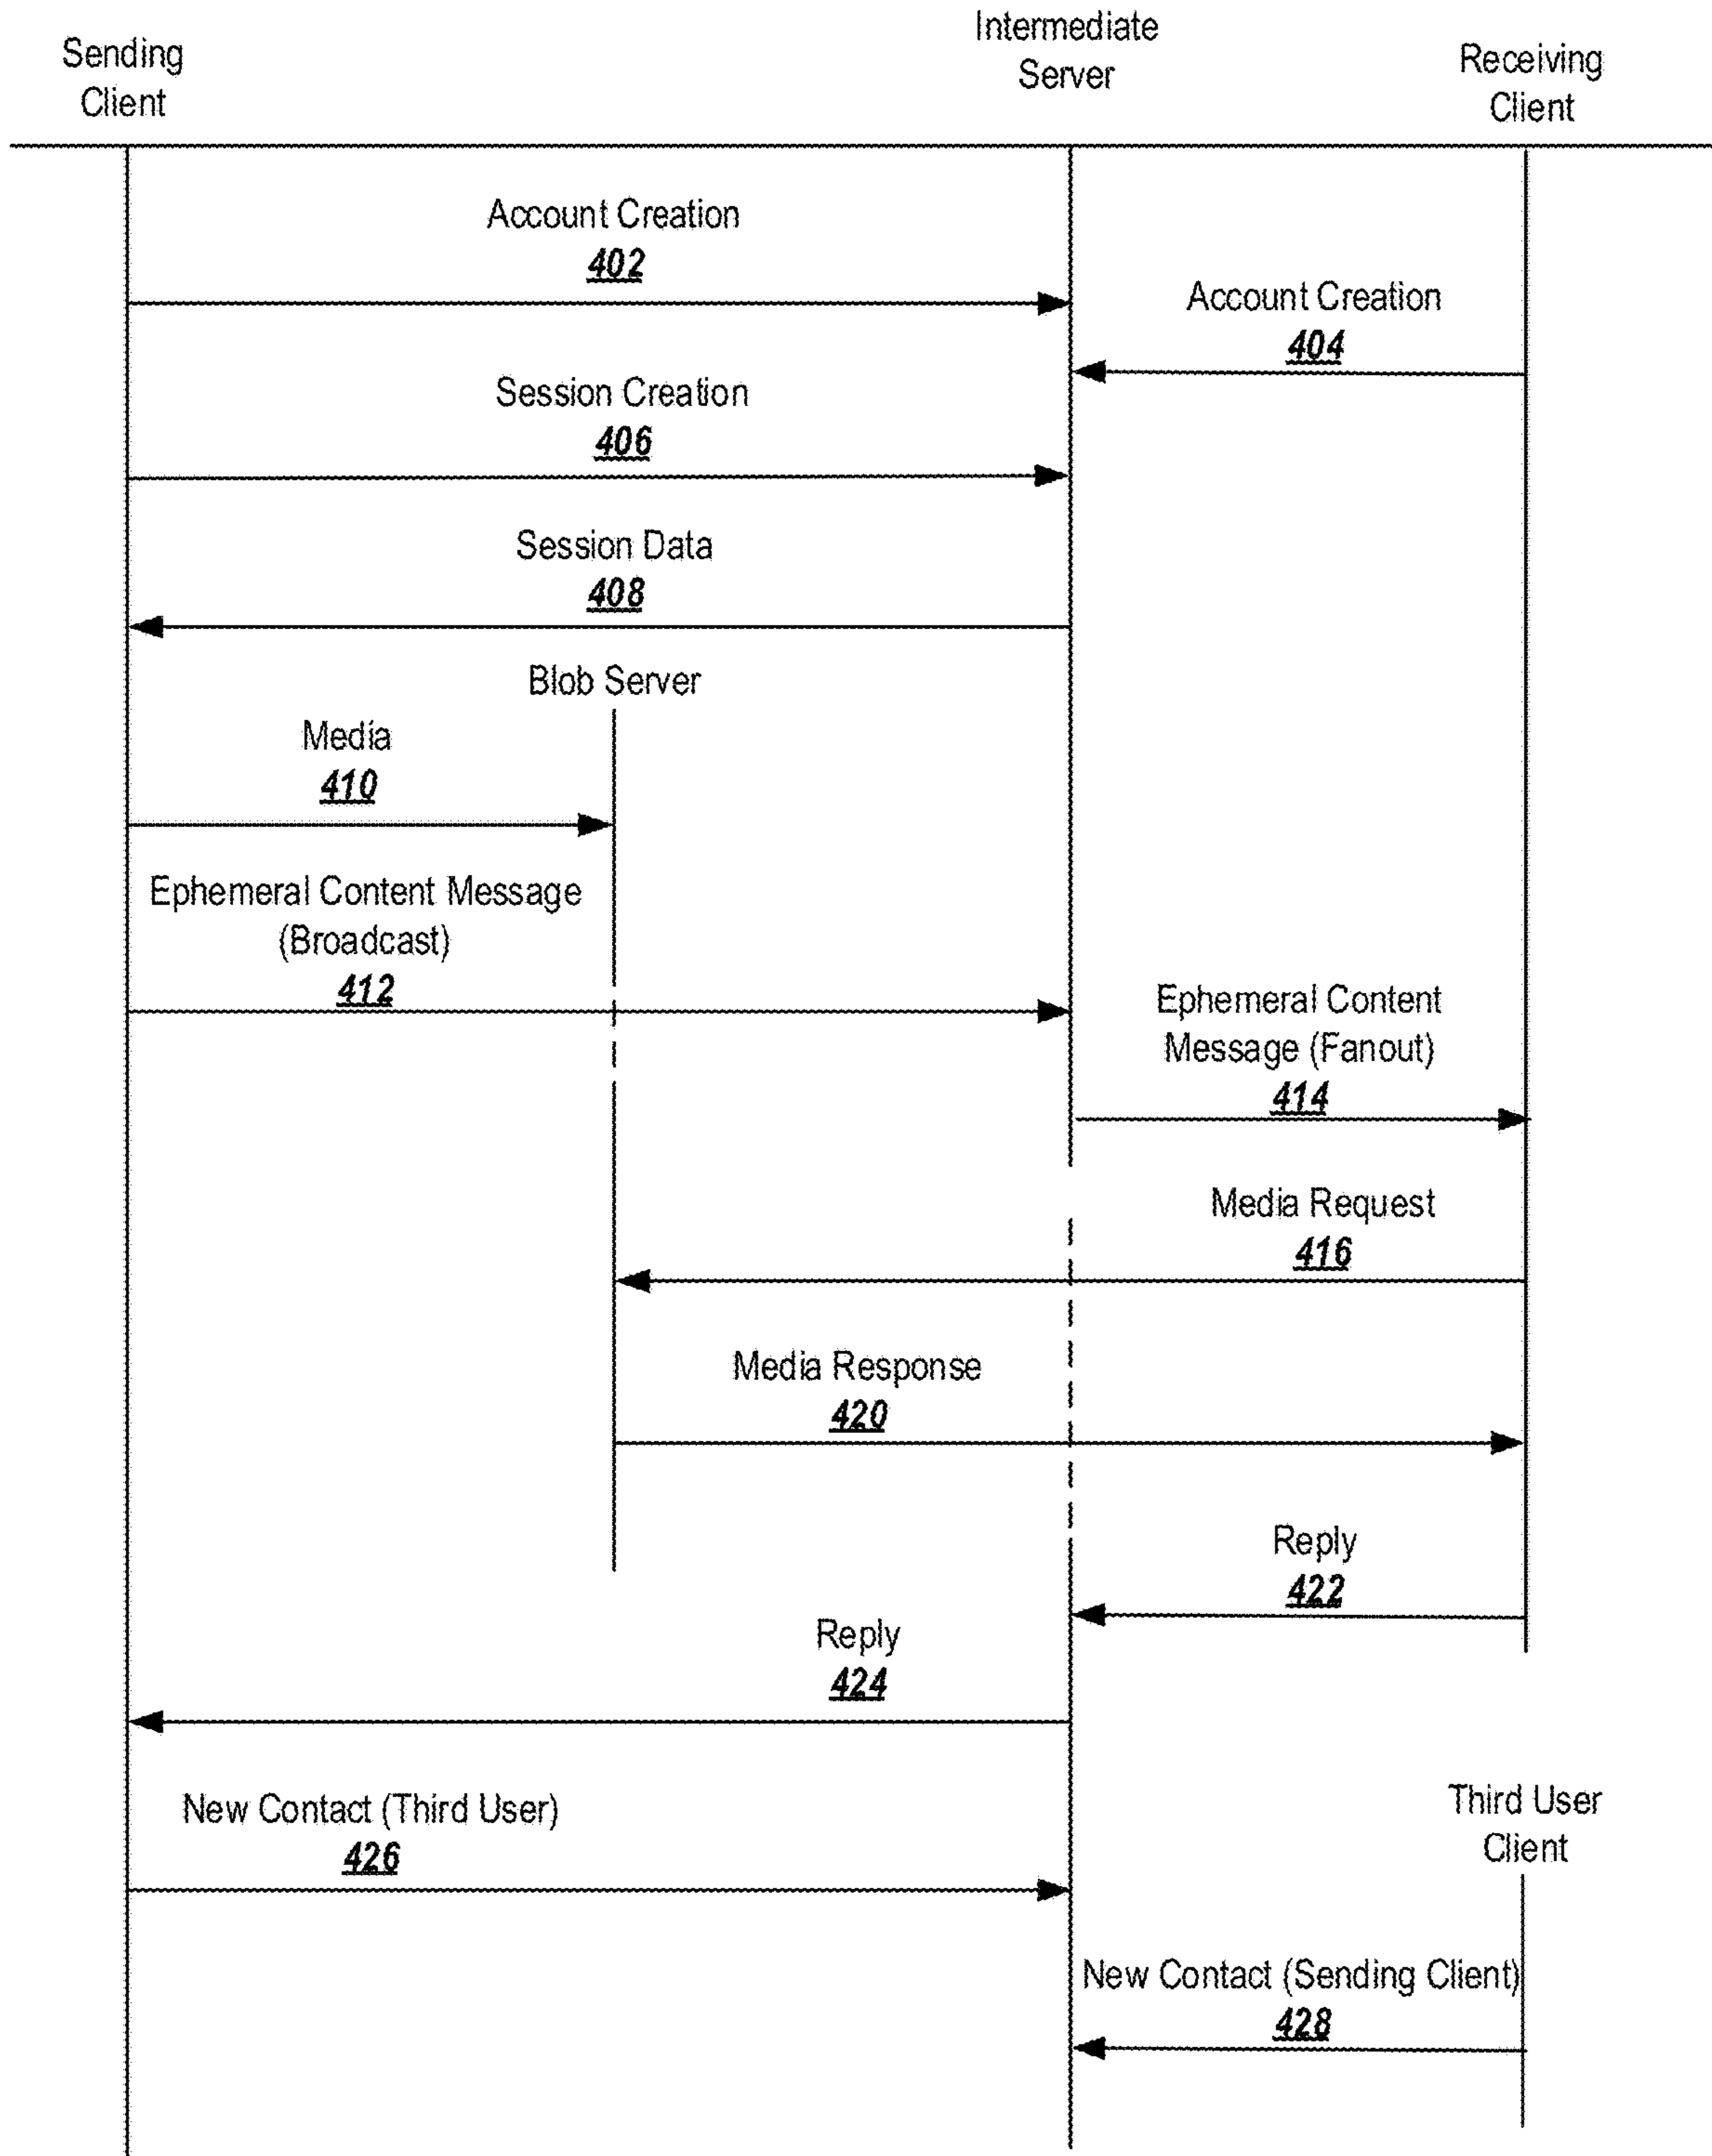 Sending
Client
Intermediate
Server
Receiving
Client
Account Creation
402
Account Creation
404
Session Creation
406
Session Data
408
Blob Server
Media
410
Ephemeral Content Message
(Broadcast)
412
Ephemeral Content
Message (Fanout)
414
Media Request
416
Media Response
420
Reply
422
Reply
424
New Contact (Third User)
426
Third User
Client
New Contact (Sending Client)
428